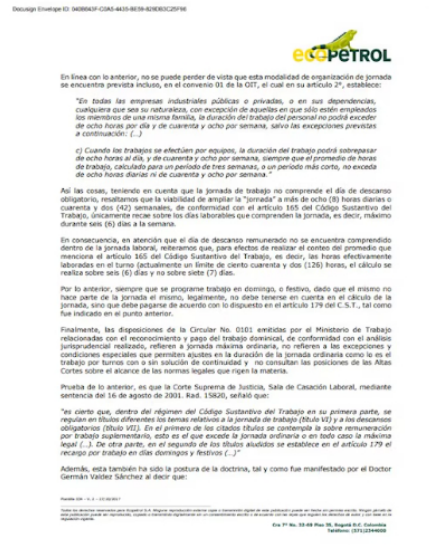 Docusign Envelope ID: 
ecopetrol
En línea con lo anterior, no se puede perder de vista que esta modalidad de organización de jornada
se encuentra prevista incluso, en el convenio 01 de la OIT, el cual en su artículo 2°, establece:
"En todas las empresas industriales públicas o privadas, o en sus dependencias,
cualquiera que sea su naturaleza, con excepción de aquellas en que sólo estén empleados
los miembros de una misma familia, la duración del trabajo del personal no podrá exceder
de ocho horas por día y de cuarenta y ocho por semana, salvo las excepciones previstas
a continuación: (...)
c) Cuando los trabajos se efectúen por equipos, la duración del trabajo podrá sobrepasar
de ocho horas al día, y de cuarenta y ocho por semana, siempre que el promedio de horas
de trabajo, calculado para un período de tres semanas, o un período más corto, no exceda
de ocho horas diarias ni de cuarenta y ocho por semana."
Así las cosas, teniendo en cuenta que la jornada de trabajo no comprende el día de descanso
obligatorio, resaltamos que la viabilidad de ampliar la "jornada" a más de ocho (8) horas diarias o
cuarenta y dos (42) semanales, de conformidad con el artículo 165 del Código Sustantivo del
Trabajo, únicamente recae sobre los días laborables que comprenden la jornada, es decir, máximo
durante seis (6) días a la semana.
En consecuencia, en atención que el día de descanso remunerado no se encuentra comprendido
dentro de la jornada laboral, reiteramos que, para efectos de realizar el conteo del promedio que
menciona el artículo 165 del Código Sustantivo del Trabajo, es decir, las horas efectivamente
laboradas en el turno (actualmente un límite de ciento cuarenta y dos (126) horas, el cálculo se
realiza sobre seis (6) días y no sobre siete (7) días.
Por lo anterior, siempre que se programe trabajo en domingo, o festivo, dado que el mismo no
hace parte de la jornada el mismo, legalmente, no debe tenerse en cuenta en el cálculo de la
jornada, sino que debe pagarse de acuerdo con lo dispuesto en el artículo 179 del C.S.T., tal como
fue indicado en el punto anterior.
Finalmente, las disposiciones de la Circular No. 0101 emitidas por el Ministerio de Trabajo
relacionadas con el reconocimiento y pago del trabajo dominical, de conformidad con el análisis
jurisprudencial realizado, refieren a jornada máxima ordinaria, no refieren a las excepciones y
condiciones especiales que permiten ajustes en la duración de la jornada ordinaria como lo es el
trabajo por turnos con o sin solución de continuidad y no consultan las posiciones de las Altas
Cortes sobre el alcance de las normas legales que rigen la materia.
Prueba de lo anterior, es que la Corte Suprema de Justicia, Sala de Casación Laboral, mediante
sentencia del 16 de agosto de 2001. Rad. 15820, señaló que:
"es cierto que, dentro del régimen del Código Sustantivo del Trabajo en su primera parte, se
regulan en títulos diferentes los temas relativos a la jornada de trabajo (título VI) y a los descansos
obligatorios (título VII). En el primero de los citados títulos se contempla la sobre remuneración
por trabajo suplementario, esto es el que excede la jornada ordinaria o en todo caso la máxima
legal (...). De otra parte, en el segundo de los títulos aludidos se establece en el artículo 179 el
recargo por trabajo en días domingos y festivos (...)"
Además, esta también ha sido la postura de la doctrina, tal y como fue manifestado por el Doctor
Germán Valdez Sánchez al decir que:
Cra 7ª No. 32-08 Piso 35, Bogotá D.C. Colombia
Teléfono: (571)2344000